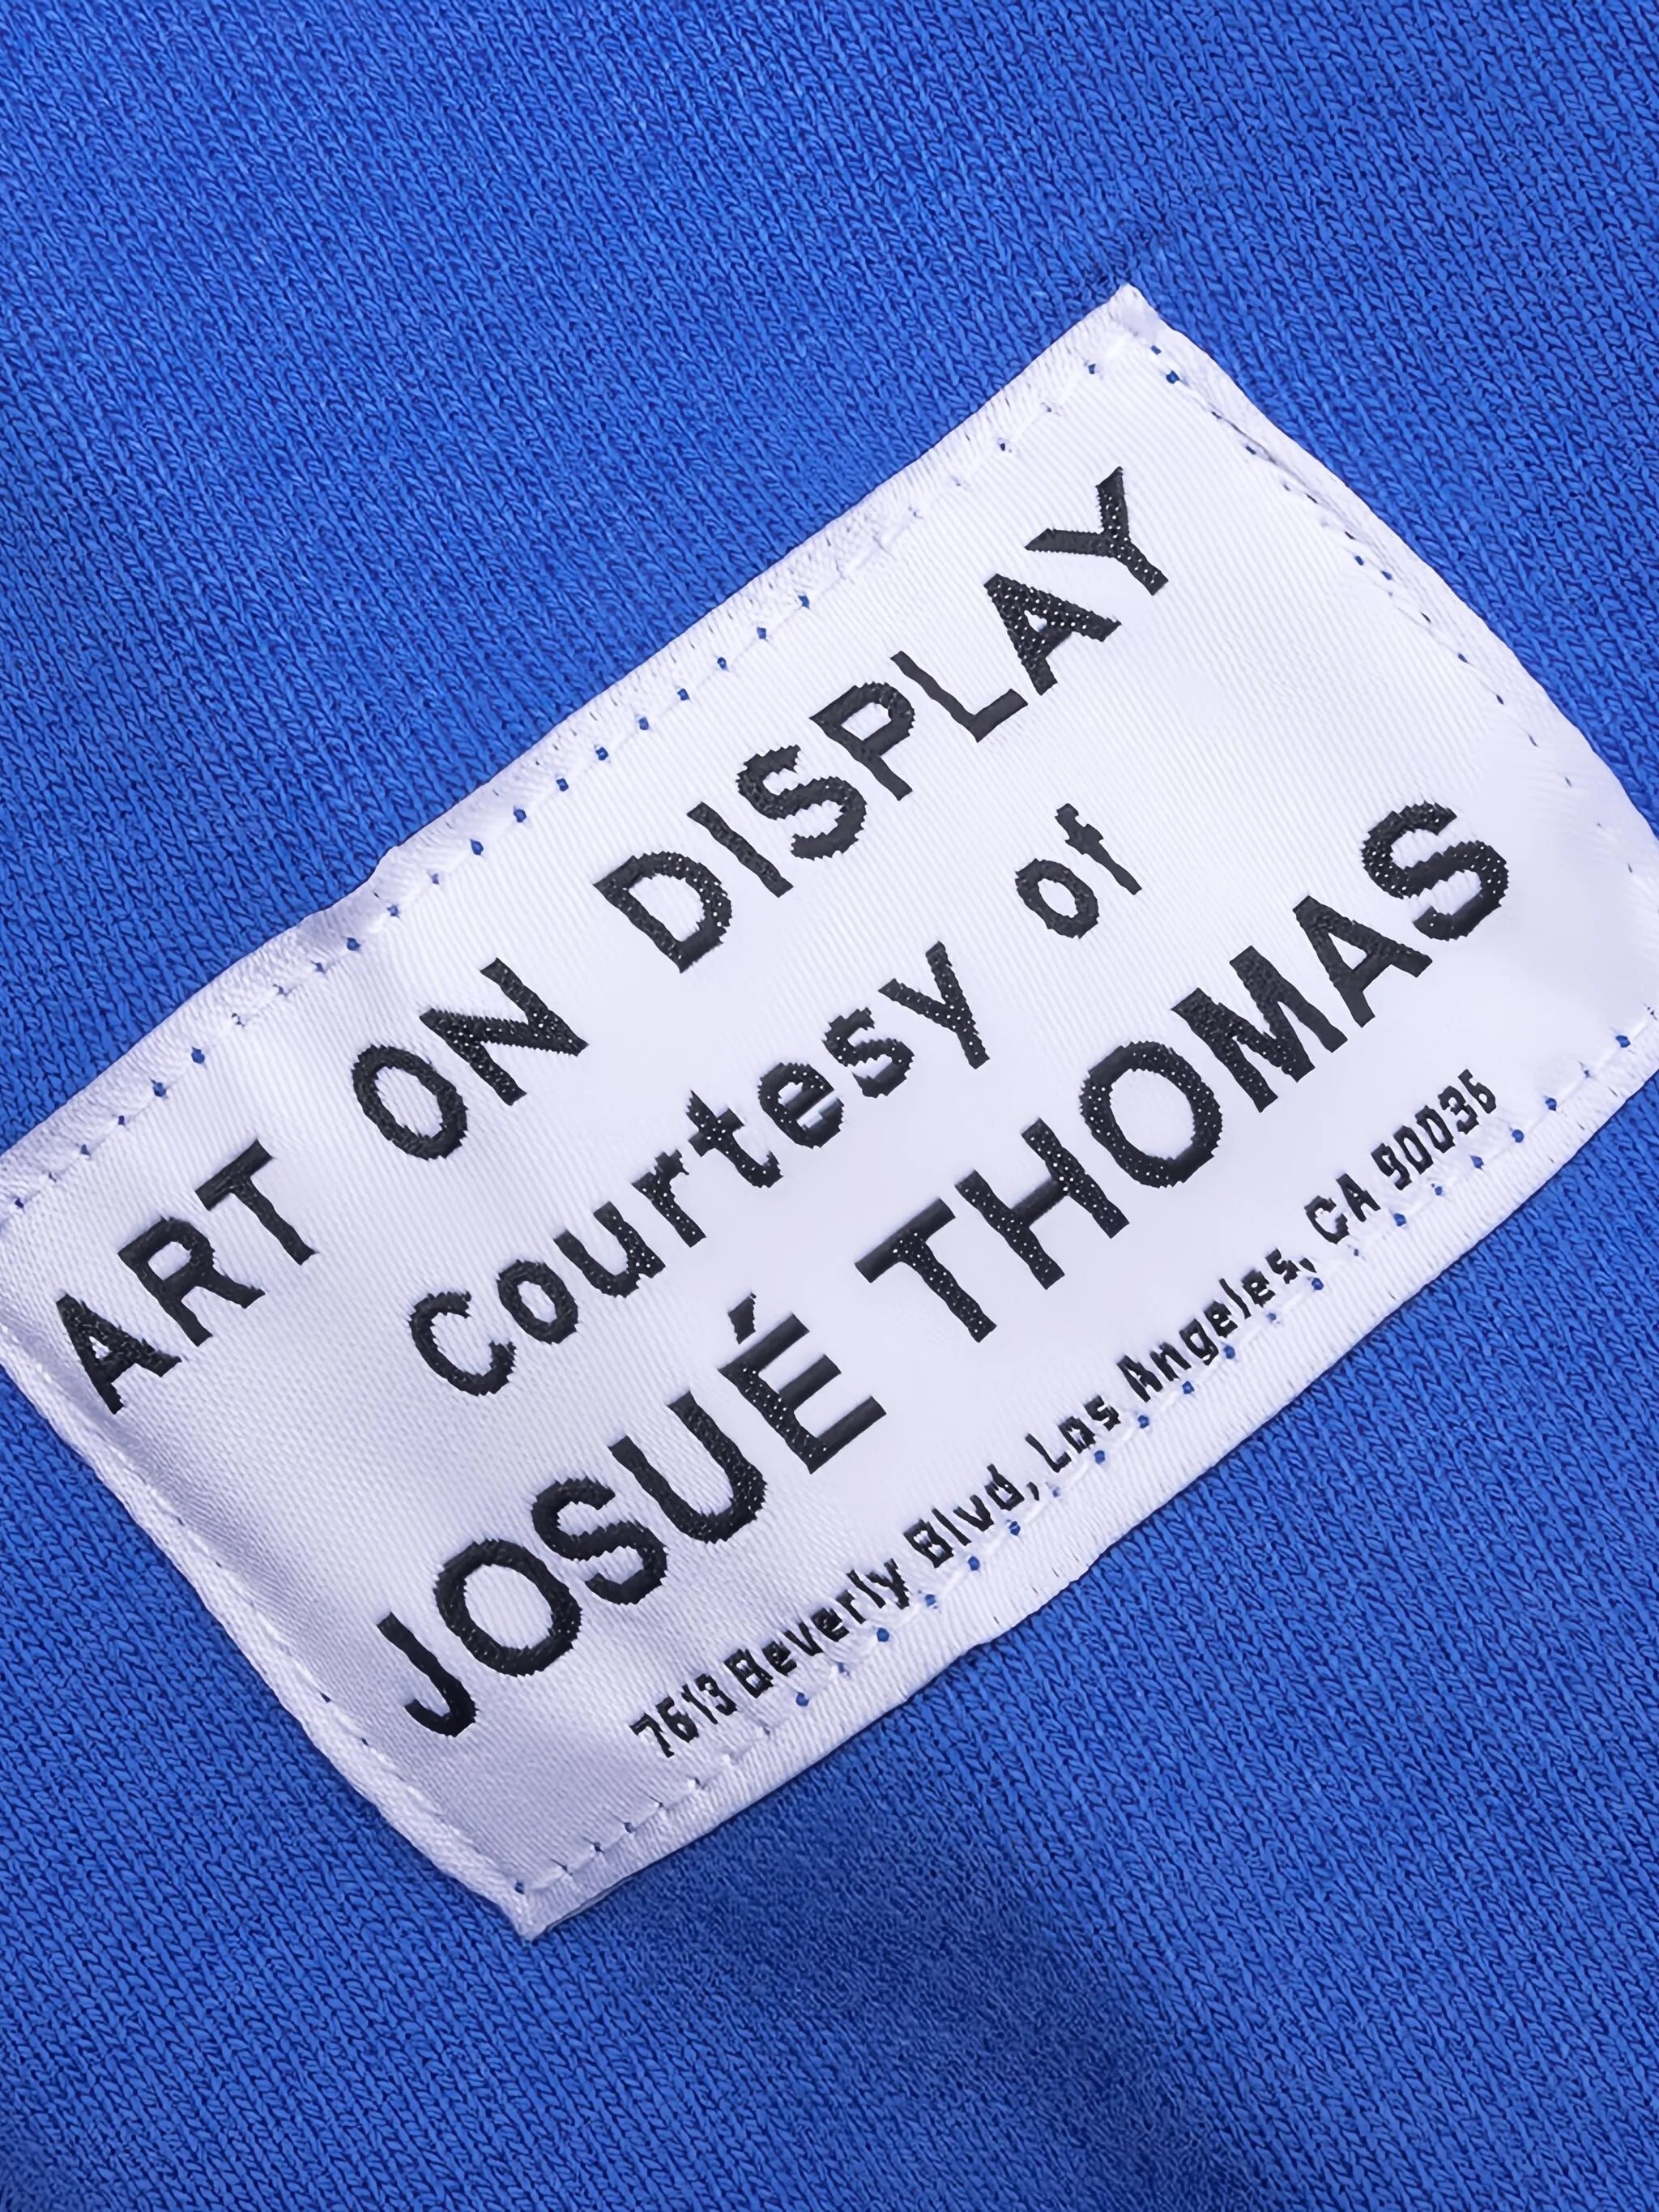 ART ON DISPLAY
Courtesy of
JOSUÉ THOMAS
7613 Beverly Blvd, Los Angeles, CA 90036